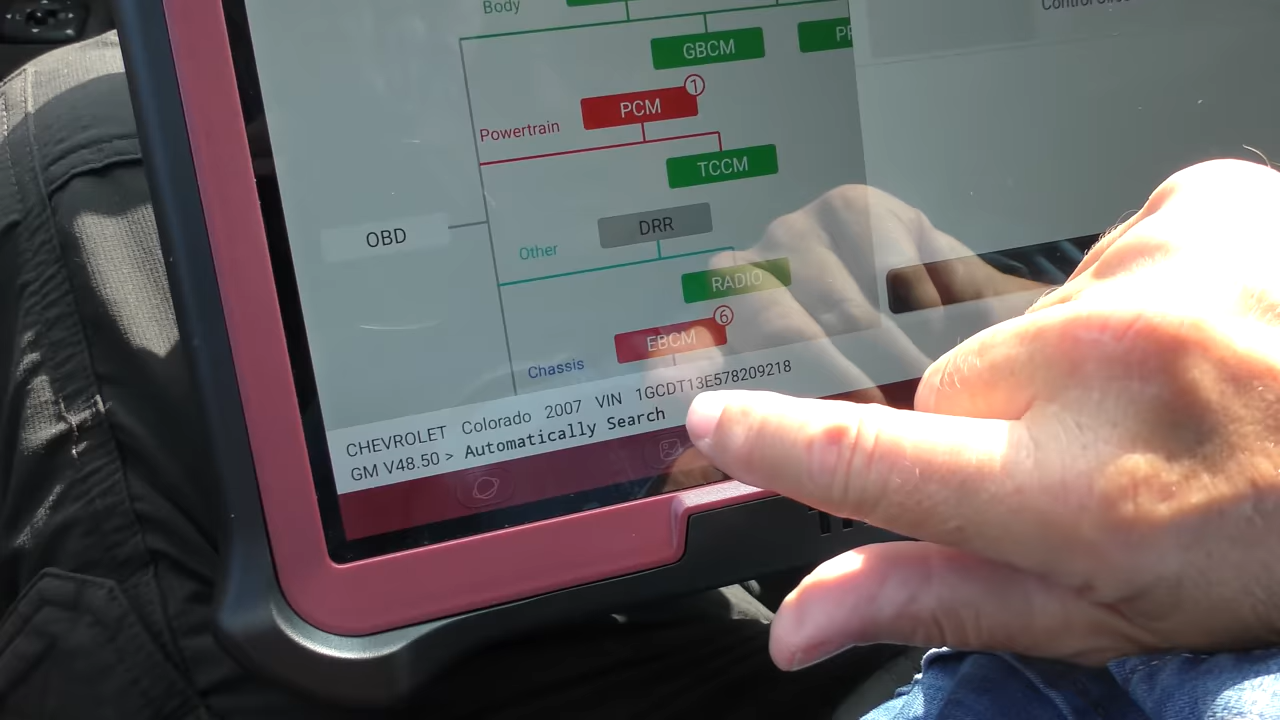 Body
GBCM
PCM
1
Powertrain
TCCM
DRR
OBD
Other
RADIO
6
EBCM
Chassis
CHEVROLET Colorado 2007 VIN 1GCDT13E578209218
GM V48.50 > Automatically Search